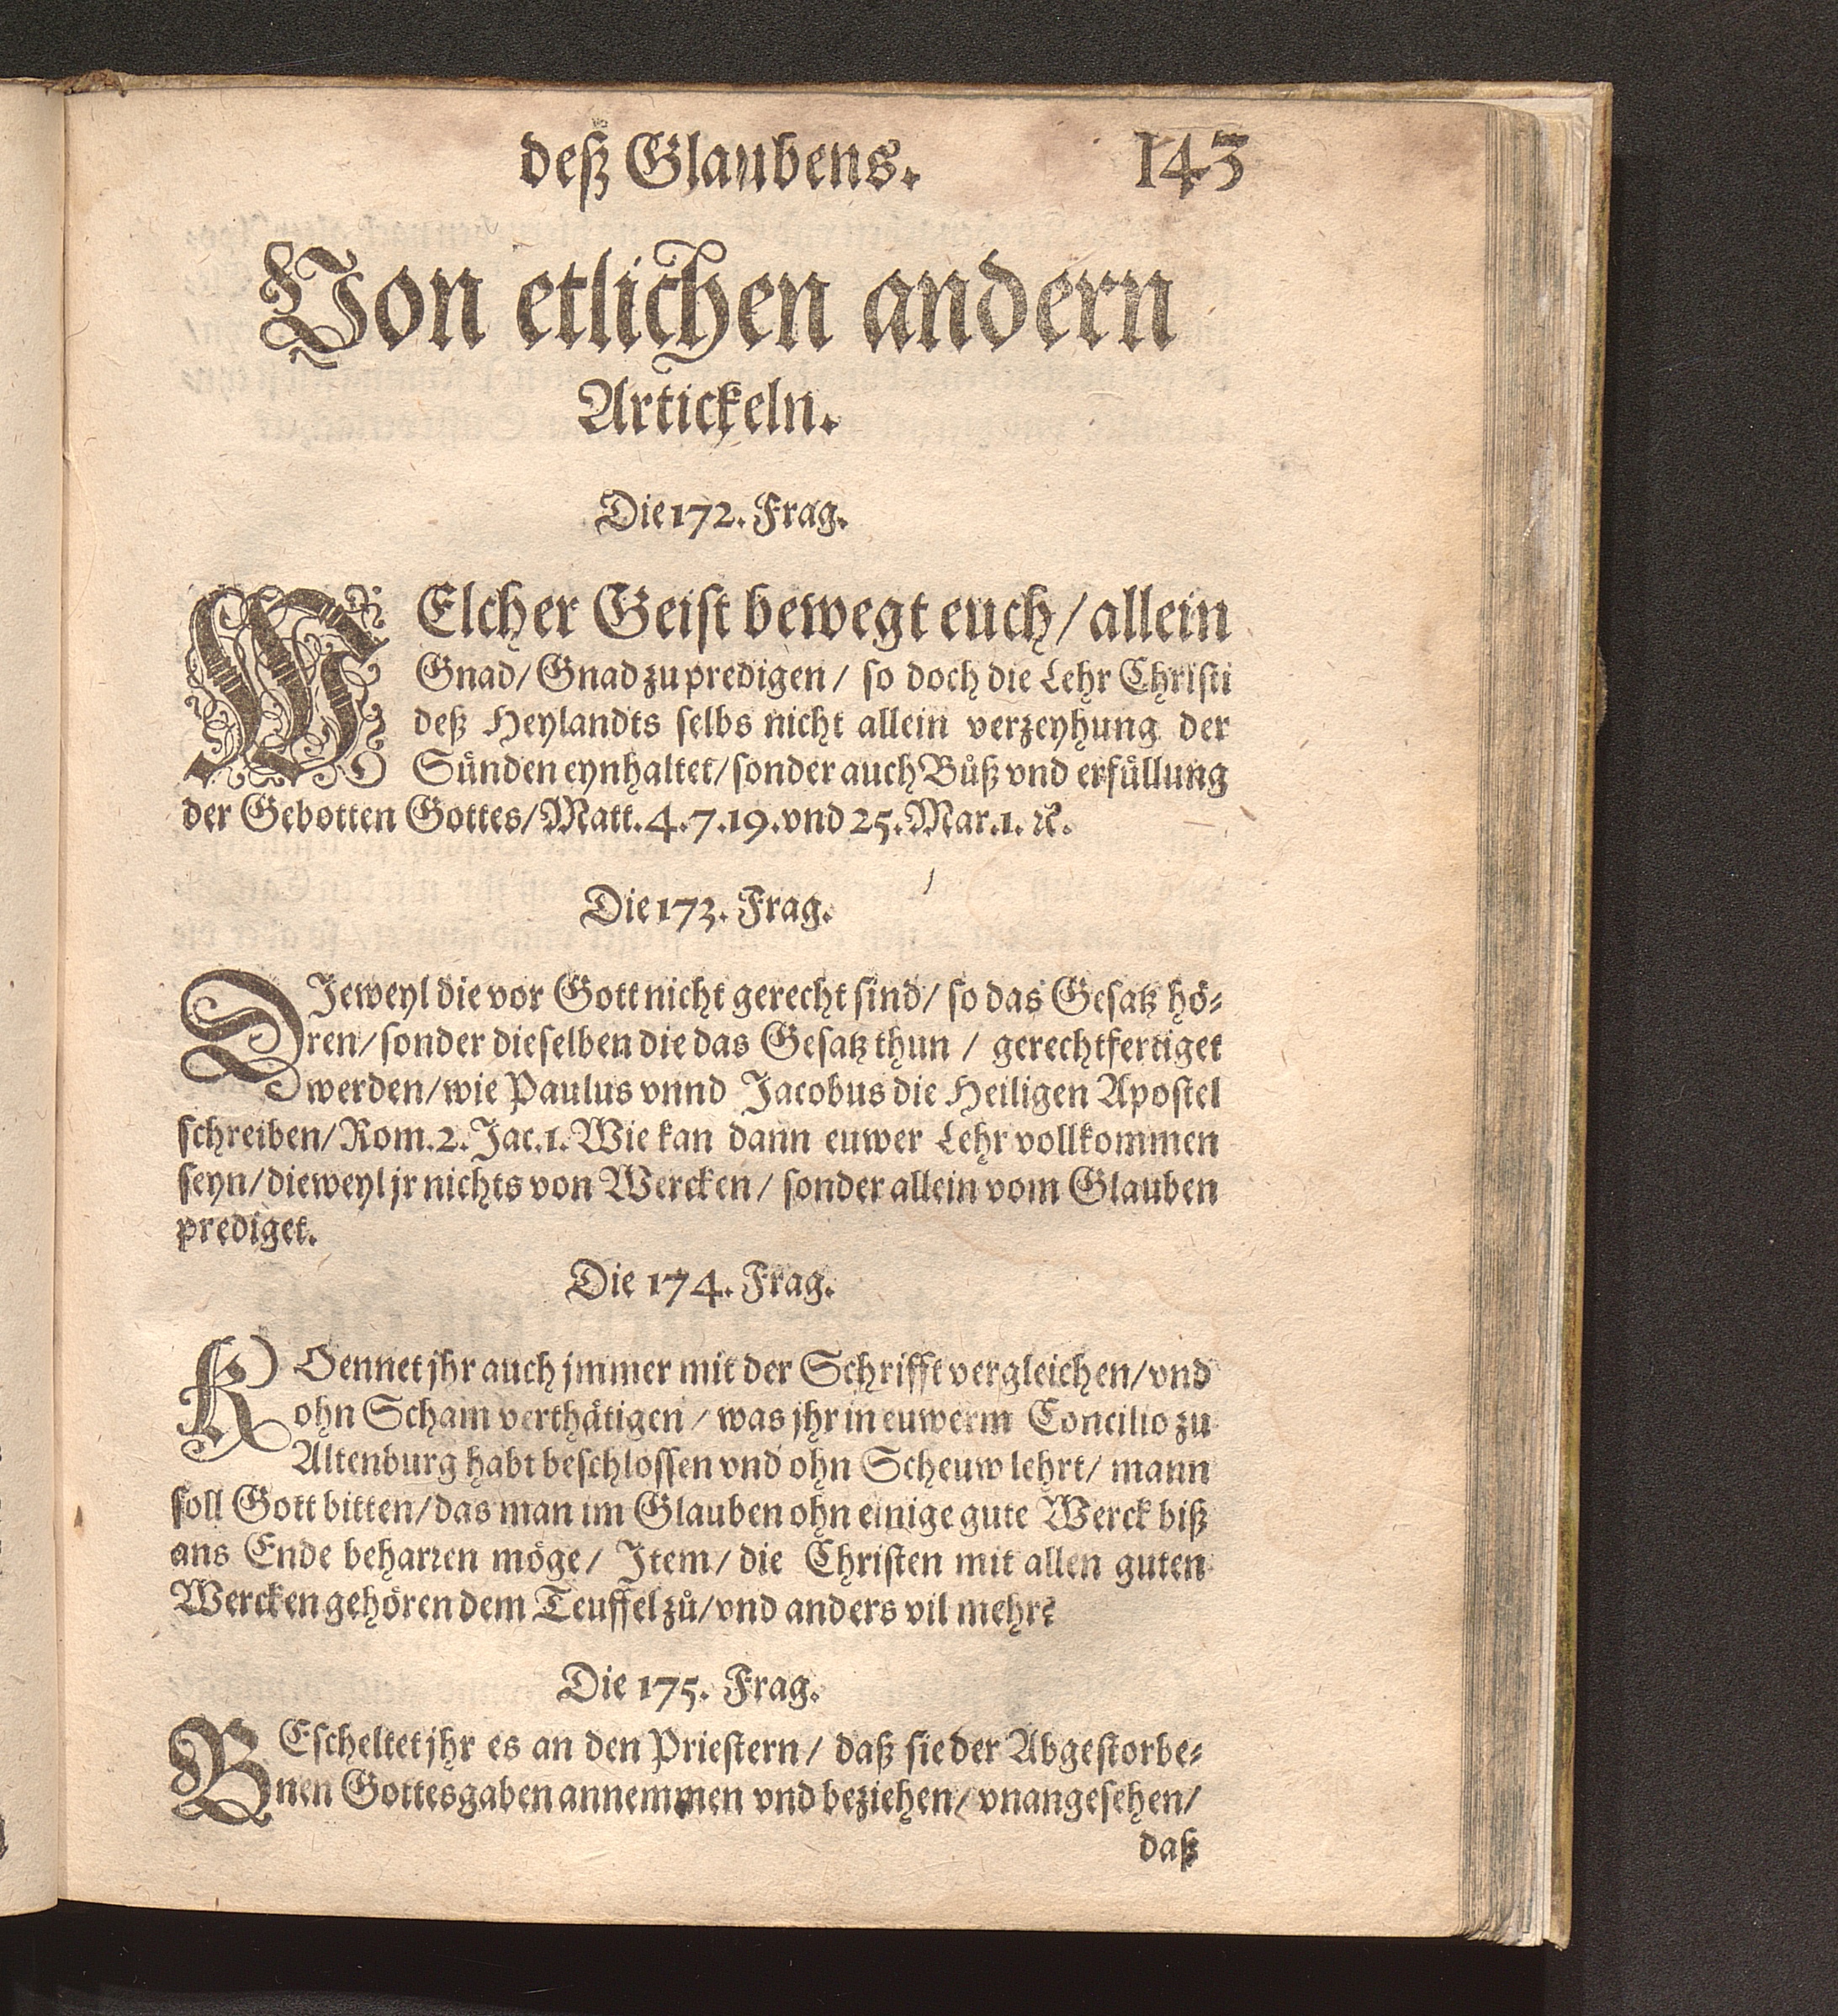 deß Glaubens. 143
Von etlichen andern
Artickeln.
Die 172. Frag.
WElcher Geist bewegt euch/ allein
Gnad/ Gnad zu predigen/ so doch die Lehr Christi
deß Heylandts selbs nicht allein verzeyhung der
Sünden eynhaltet/ sonder auch Bůß vnd erfüllung
der Gebotten Gottes/ Matt.4.7.19.vnd 25.Mar.1. ꝛc.
Die 173. Frag.
DIeweyl die vor Gott nicht gerecht sind/ so das Gesatz hö-
ren/ sonder dieselben die das Gesatz thun / gerechtfertiget
werden/ wie Paulus vnnd Jacobus die Heiligen Apostel
schreiben/ Rom.2. Jac.1. Wie kan dann euwer Lehr vollkommen
seyn/ dieweyl jr nichts von Wercken/ sonder allein vom Glauben
prediget.
Die 174. Frag.
KOennet jhr auch jmmer mit der Schrifft vergleichen/ vnd
ohn Scham verthätigen/ was jhr in euwerm Concilio zu
Altenburg habt beschlossen vnd ohn Scheuw lehrt/ mann
soll Gott bitten/ das man im Glauben ohn einige gute Werck biß
ans Ende beharren möge/ Item/ die Christen mit allen guten
Wercken gehören dem Teuffel zů/ vnd anders vil mehr?
Die 175. Frag.
BEscheltet jhr es an den Priestern/ daß sie der Abgestorbe-
nen Gottesgaben annemmen vnd beziehen/ vnangesehen/
daß